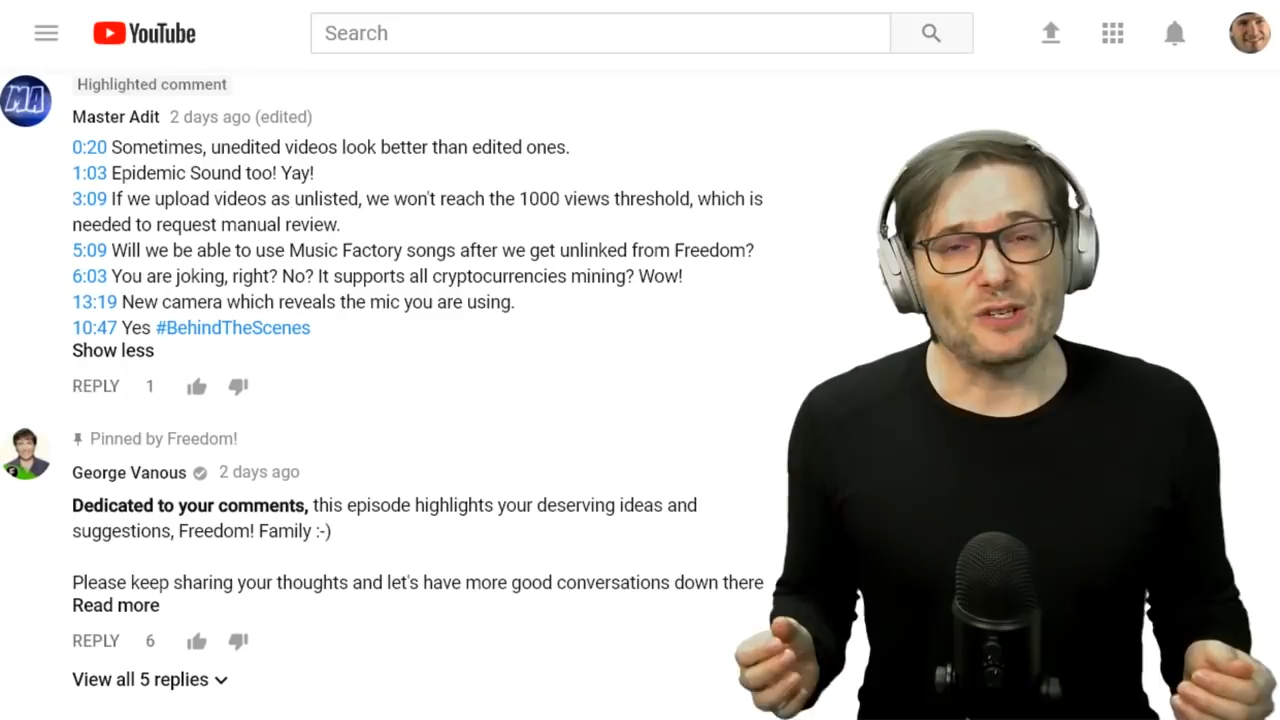 YouTube
Search
Highlighted comment
MA
Master Adit 2 days ago (edited)
0:20 Sometimes, unedited videos look better than edited ones.
1:03 Epidemic Sound too! Yay!
3:09 If we upload videos as unlisted, we won't reach the 1000 views threshold, which is
needed to request manual review.
5:09 Will we be able to use Music Factory songs after we get unlinked from Freedom?
6:03 You are joking, right? No? It supports all cryptocurrencies mining? Wow!
13:19 New camera which reveals the mic you are using.
10:47 Yes #BehindTheScenes
Show less
REPLY 1
Pinned by Freedom!
George Vanous 2 days ago
Dedicated to your comments, this episode highlights your deserving ideas and
suggestions, Freedom! Family :-)
Please keep sharing your thoughts and let's have more good conversations down there
Read more
REPLY 6
View all 5 replies